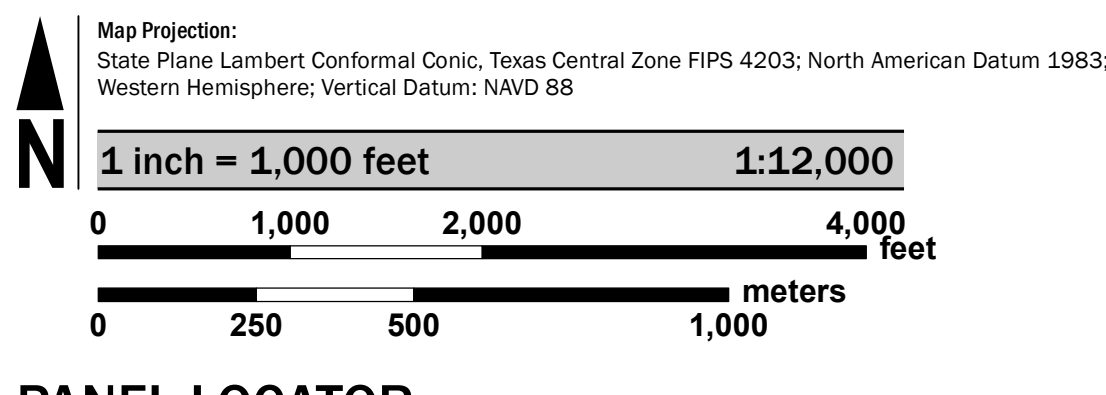 Map Projection:
State Plane Lambert Conformal Conic, Texas Central Zone FIPS 4203; North American Datum 1983;
Western Hemisphere; Vertical Datum: NAVD 88
N
1 inch = 1,000 feet 1:12,000
0 1,000 2,000 4,000
feet
meters
0 250 500 1,000
PANEL LOCATOR